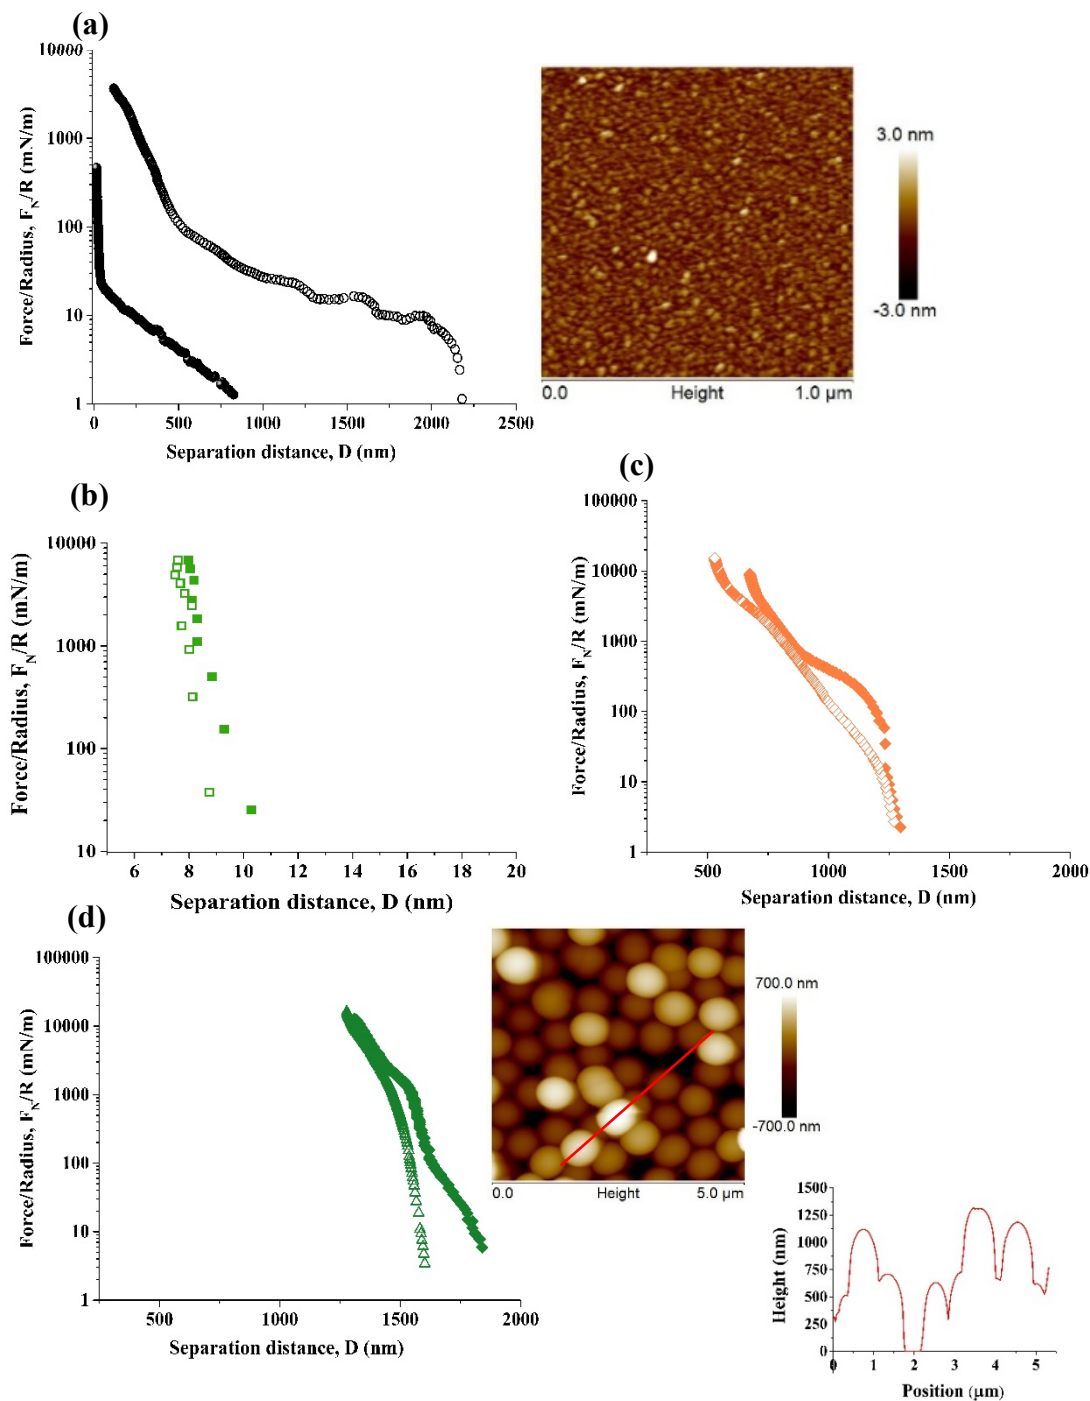 (a)
10000
1000
100
10
1
Force/Radius, F_N/R (mN/m)
0 500 1000 1500 2000 2500
Separation distance, D (nm)
3.0 nm
-3.0 nm
0.0 Height 1.0 μm
(b)
10000
1000
100
10
Force/Radius, F_N/R (mN/m)
6 8 10 12 14 16 18 20
Separation distance, D (nm)
(c)
100000
10000
1000
100
10
1
Force/Radius, F_N/R (mN/m)
500 1000 1500 2000
Separation distance, D (nm)
(d)
100000
10000
1000
100
10
1
Force/Radius, F_N/R (mN/m)
500 1000 1500 2000
Separation distance, D (nm)
700.0 nm
-700.0 nm
0.0 Height 5.0 μm
1500
1250
1000
750
500
250
0
Height (nm)
0 1 2 3 4 5
Position (μm)